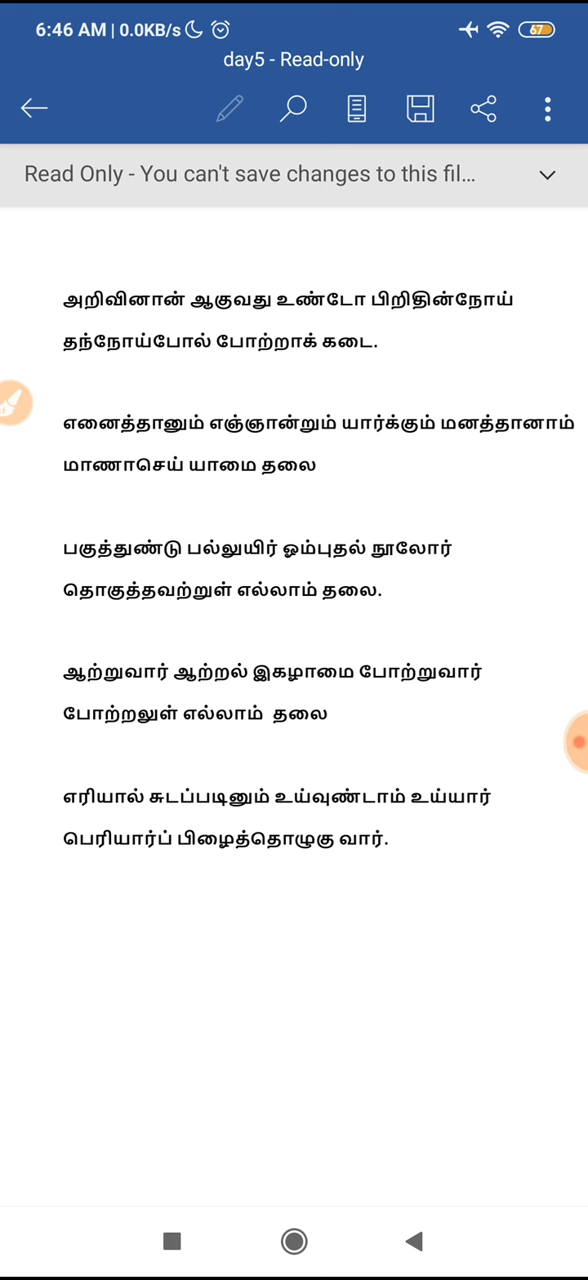 6:46 AM | 0.0KB/s
67
day5 - Read-only
Read Only - You can't save changes to this fil...
அறிவினான் ஆகுவது உண்டோ பிறிதின்நோய்
தந்நோய்போல் போற்றாக் கடை.
எனைத்தானும் எஞ்ஞான்றும் யார்க்கும் மனத்தானாம்
மாணாசெய் யாமை தலை
பகுத்துண்டு பல்லுயிர் ஓம்புதல் நூலோர்
தொகுத்தவற்றுள் எல்லாம் தலை.
ஆற்றுவார் ஆற்றல் இகழாமை போற்றுவார்
போற்றலுள் எல்லாம் தலை
எரியால் சுடப்படினும் உய்வுண்டாம் உய்யார்
பெரியார்ப் பிழைத்தொழுகு வார்.